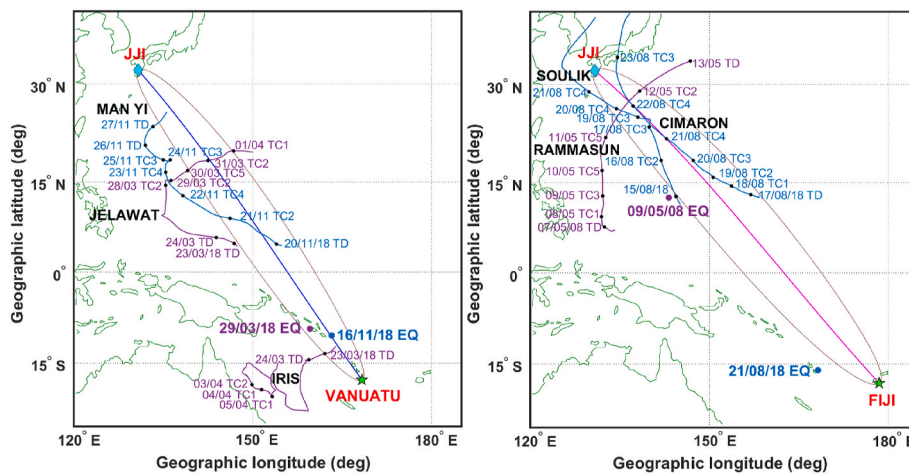 JJI
30° N
MAN YI
27/11 TD
26/11 TD
01/04 TC1
24/11 TC3
25/11 TC3
31/03 TC2
30/03 TC5
23/11 TC4
29/03 TC2
15° N
28/03 TC2
22/11 TC4
JELAWAT
21/11 TC2
24/03 TD
20/11/18 TD
23/03/18 TD
0°
29/03/18 EQ
16/11/18 EQ
23/03/18 TD
24/03 TD
15° S
IRIS
03/04 TC2
04/04 TC1
VANUATU
05/04 TC1
120° E
150° E
180° E
Geographic longitude (deg)
Geographic latitude (deg)
JJI
23/08 TC3
13/05 TD
SOULIK
30° N
21/08 TC4
12/05 TC2
20/08 TC4
22/08 TC4
19/08 TC3
CIMARON
17/08 TC3
11/05 TC5
21/08 TC4
RAMMASUN
16/08 TC2
20/08 TC3
10/05 TC5
19/08 TC2
15° N
18/08 TC1
15/08/18
17/08/18 TD
09/05 TC3
09/05/08 EQ
08/05 TC1
07/05/08 TD
0°
15° S
21/08/18 EQ
FIJI
120° E
150° E
180° E
Geographic longitude (deg)
Geographic latitude (deg)